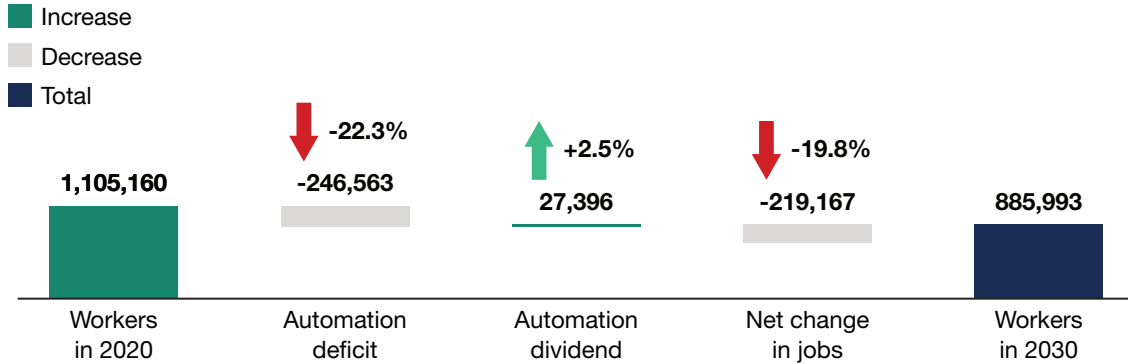 Increase
Decrease
Total
-22.3%
+2.5%
-19.8%
1,105,160
-246,563
27,396
-219,167
885,993
Workers
in 2020
Automation
deficit
Automation
dividend
Net change
in jobs
Workers
in 2030